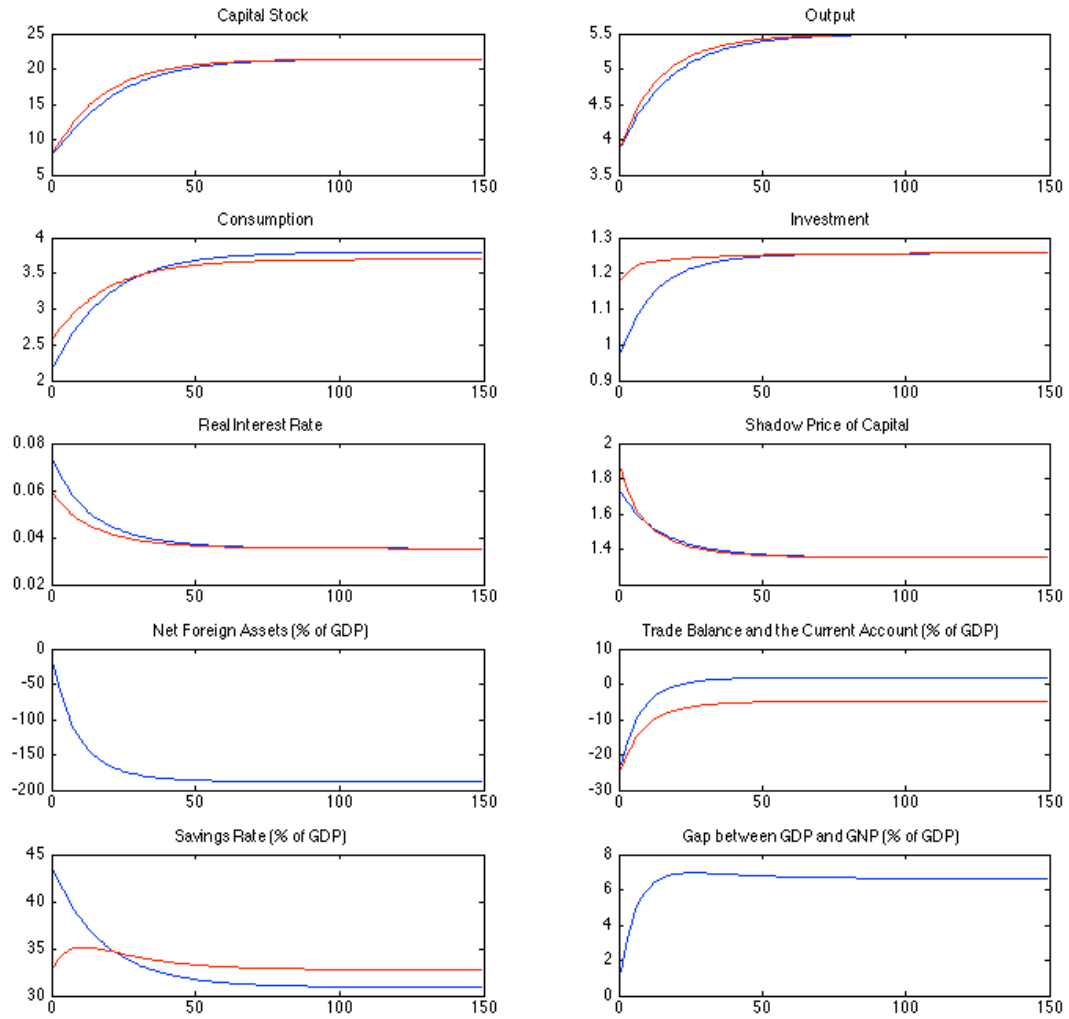 Capital Stock
25
20
15
10
5
0 50 100 150
Output
5.5
5
4.5
4
3.5
0 50 100 150
Consumption
4
3.5
3
2.5
2
0 50 100 150
Investment
1.3
1.2
1.1
1
0.9
0 50 100 150
Real Interest Rate
0.08
0.06
0.04
0.02
0 50 100 150
Shadow Price of Capital
2
1.8
1.6
1.4
0 50 100 150
Net Foreign Assets (% of GDP)
0
-50
-100
-150
-200
0 50 100 150
Trade Balance and the Current Account (% of GDP)
10
0
-10
-20
-30
0 50 100 150
Savings Rate (% of GDP)
45
40
35
30
0 50 100 150
Gap between GDP and GNP (% of GDP)
8
6
4
2
0
0 50 100 150